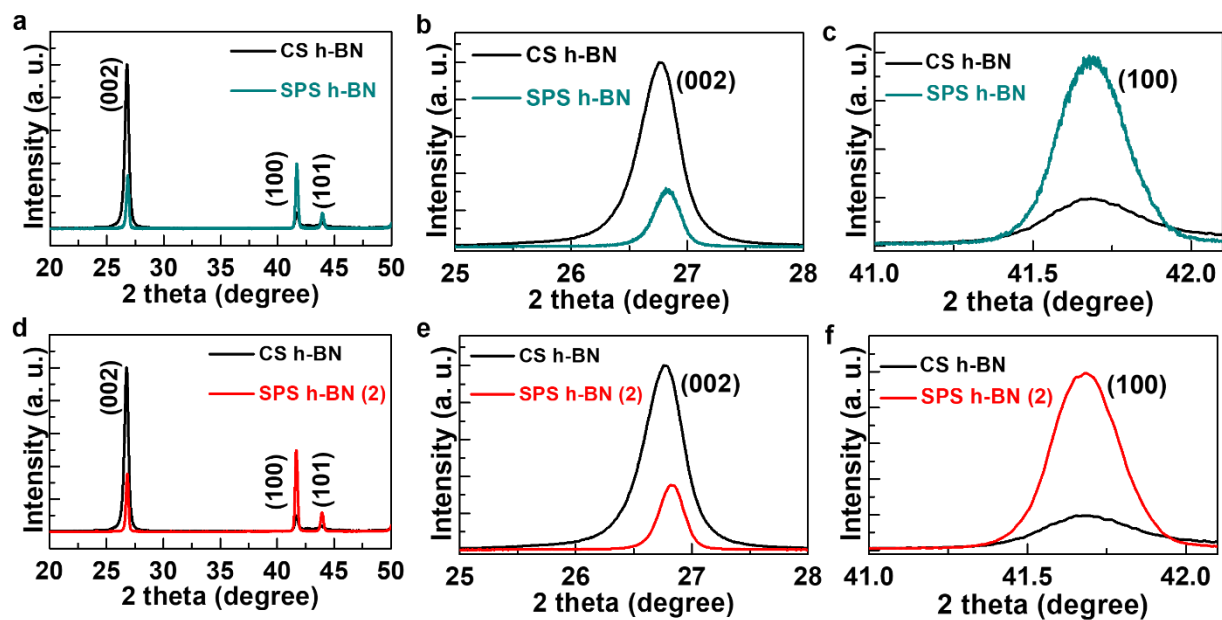 a
CS h-BN
SPS h-BN
(002)
(100)
(101)
Intensity (a. u.)
20 25 30 35 40 45 50
2 theta (degree)
b
CS h-BN
SPS h-BN
(002)
Intensity (a. u.)
25 26 27 28
2 theta (degree)
c
CS h-BN
SPS h-BN
(100)
Intensity (a. u.)
41.0 41.5 42.0
2 theta (degree)
d
CS h-BN
SPS h-BN (2)
(002)
(100)
(101)
Intensity (a. u.)
20 25 30 35 40 45 50
2 theta (degree)
e
CS h-BN
SPS h-BN (2)
(002)
Intensity (a. u.)
25 26 27 28
2 theta (degree)
f
CS h-BN
SPS h-BN (2)
(100)
Intensity (a. u.)
41.0 41.5 42.0
2 theta (degree)